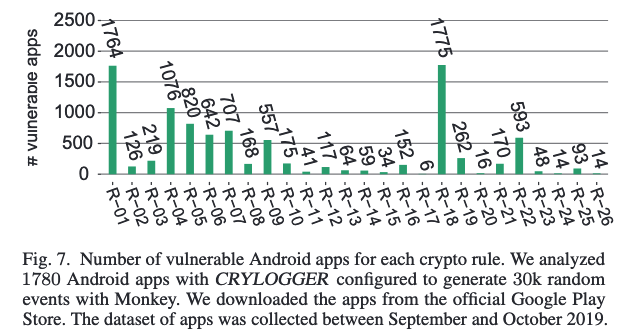 # vulnerable apps
2500
2000
1500
1000
500
0
1764 126 219 1076 820 642 707 168 557 175 41 117 64 59 34 152 6 1775 262 16 170 593 48 14 93 14
R-01 R-02 R-03 R-04 R-05 R-06 R-07 R-08 R-09 R-10 R-11 R-12 R-13 R-14 R-15 R-16 R-17 R-18 R-19 R-20 R-21 R-22 R-23 R-24 R-25 R-26
Fig. 7. Number of vulnerable Android apps for each crypto rule. We analyzed
1780 Android apps with CRYLOGGER configured to generate 30k random
events with Monkey. We downloaded the apps from the official Google Play
Store. The dataset of apps was collected between September and October 2019.